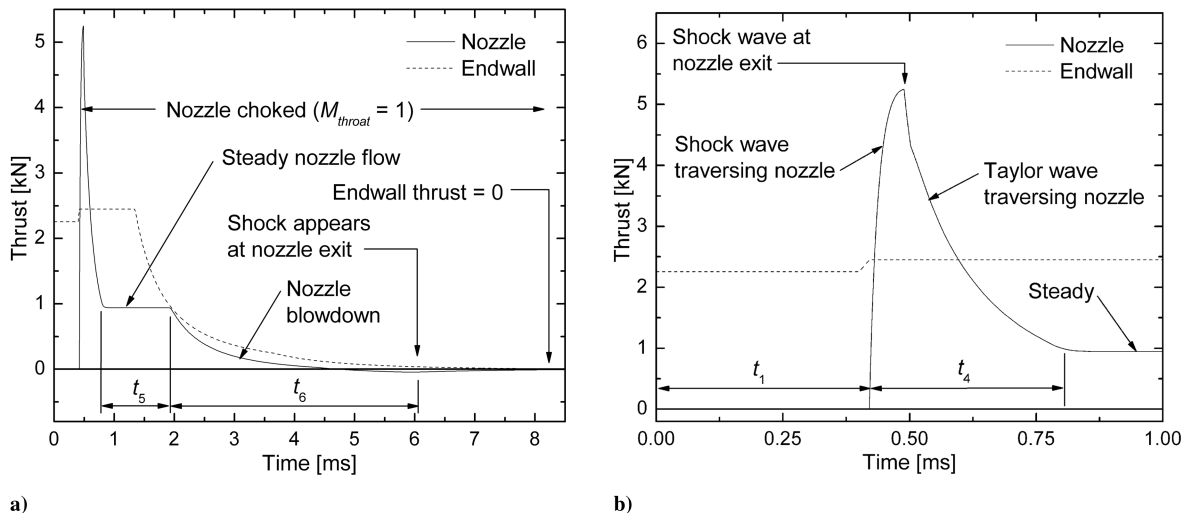 5
4
3
2
1
0
Thrust [kN]
Nozzle
Endwall
Nozzle choked (M_throat = 1)
Steady nozzle flow
Endwall thrust = 0
Shock appears
at nozzle exit
Nozzle
blowdown
t5
t6
0 1 2 3 4 5 6 7 8
Time [ms]
a)
6
5
4
3
2
1
0
Thrust [kN]
Shock wave at
nozzle exit
Nozzle
Endwall
Shock wave
traversing nozzle
Taylor wave
traversing nozzle
Steady
t1
t4
0.00 0.25 0.50 0.75 1.00
Time [ms]
b)